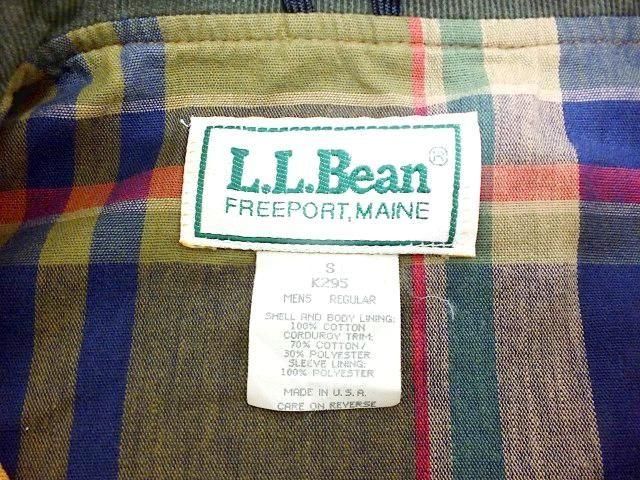 L.L.Bean®
FREEPORT, MAINE
S
K295
MENS REGULAR
SHELL AND BODY LINING:
100% COTTON
CORDUROY TRIM:
70% COTTON/
30% POLYESTER
SLEEVE LINING:
100% POLYESTER
MADE IN U.S.A.
CARE ON REVERSE